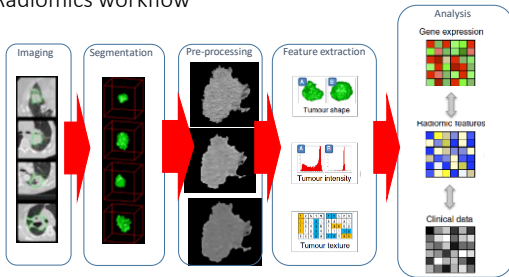 Radiomics workflow
Imaging
Segmentation
Pre-processing
Feature extraction
Analysis
A
B
Tumour shape
A
B
Tumour intensity
Tumour texture
Gene expression
Radiomic features
Clinical data